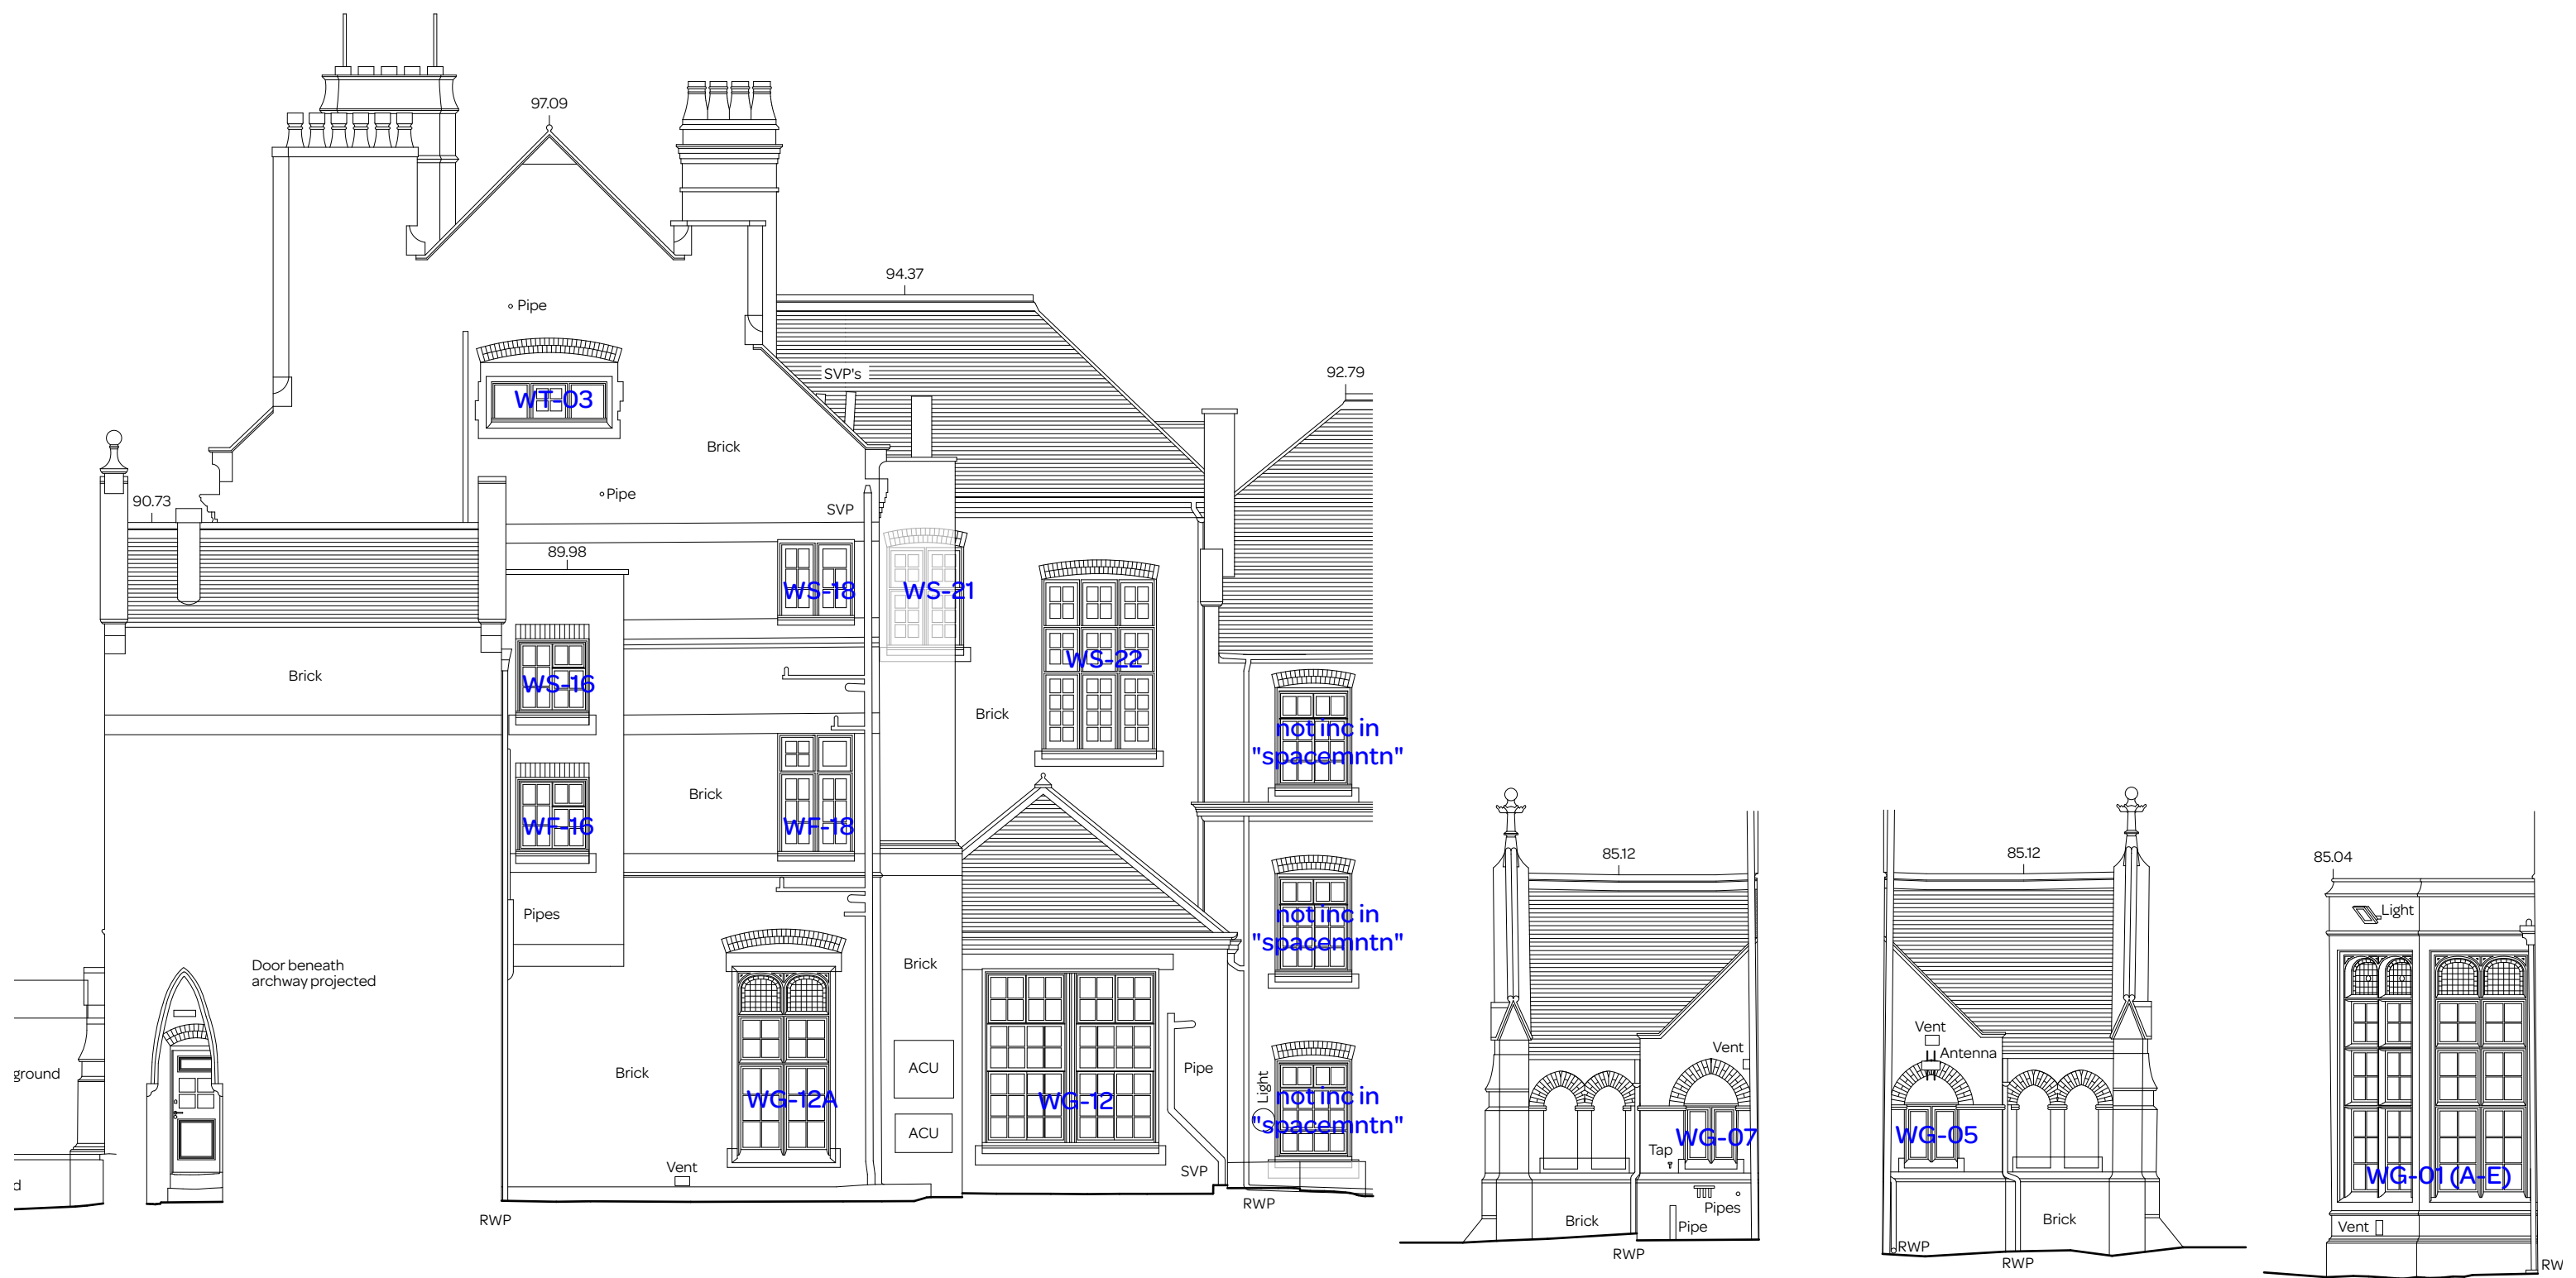 97.09
94.37
Pipe
SVP's
92.79
WT-03
Brick
Pipe
90.73
SVP
89.98
WS-18
WS-21
WS-22
Brick
WS-16
Brick
not inc in
"spacemntn"
Brick
WF-16
WF-18
85.12
85.12
85.04
Pipes
not inc in
"spacemntn"
Light
Door beneath
archway projected
Brick
Vent
Antenna
Vent
ground
Brick
ACU
Pipe
Light
WG-12A
WG-12
not inc in
"spacemntn"
ACU
Tap
WG-07
WG-05
Vent
SVP
WG-01 (A-E)
d
RWP
RWP
Pipes
Brick
Pipe
RWP
RWP
Brick
RWP
Vent
RW